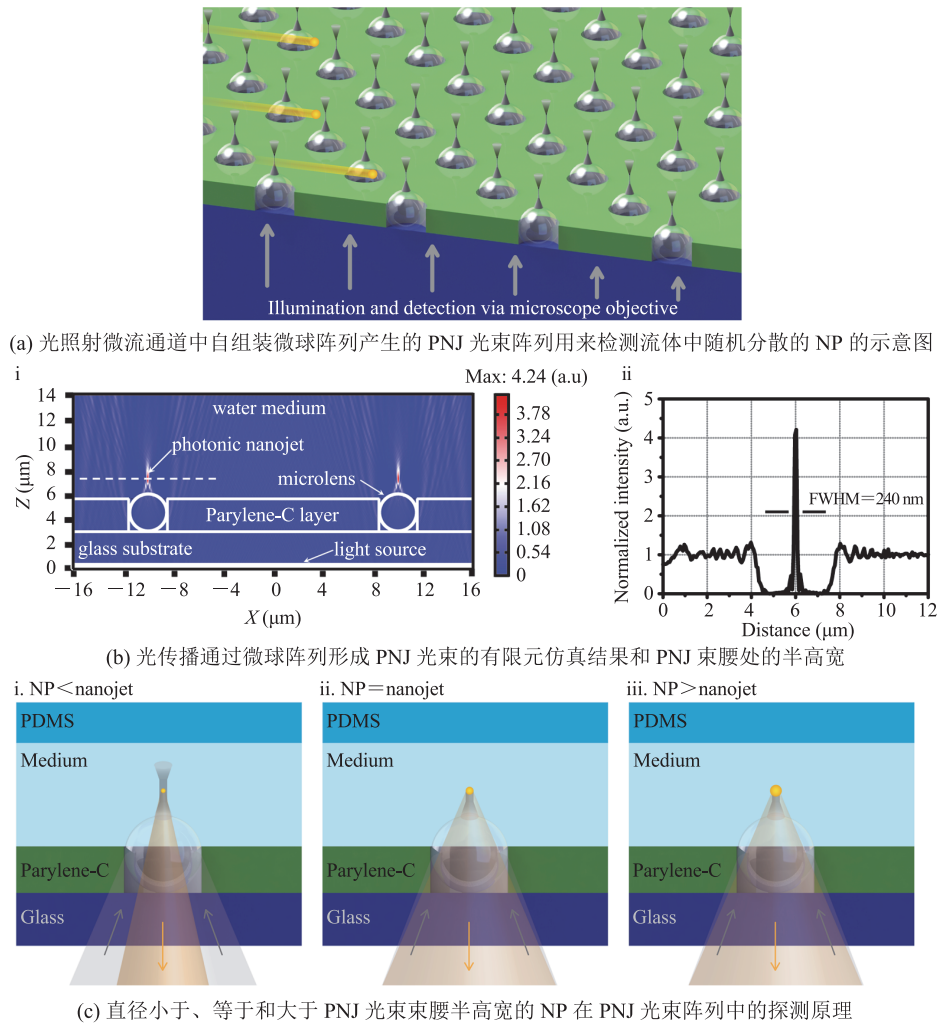 Illumination and detection via microscope objective
(a) 光照射微流通道中自组装微球阵列产生的 PNJ 光束阵列用来检测流体中随机分散的 NP 的示意图
i
Max: 4.24 (a.u)
14
12
10
8
6
4
2
0
Z (μm)
water medium
photonic nanojet
microlens
Parylene-C layer
glass substrate
light source
－16
－12
－8
－4
0
4
8
12
16
X (μm)
3.78
3.24
2.70
2.16
1.62
1.08
0.54
0
ii
5
4
3
2
1
0
Normalized intensity (a.u.)
FWHM＝240 nm
0
2
4
6
8
10
12
Distance (μm)
(b) 光传播通过微球阵列形成 PNJ 光束的有限元仿真结果和 PNJ 束腰处的半高宽
i. NP＜nanojet
PDMS
Medium
Parylene-C
Glass
ii. NP＝nanojet
PDMS
Medium
Parylene-C
Glass
iii. NP＞nanojet
PDMS
Medium
Parylene-C
Glass
(c) 直径小于、等于和大于 PNJ 光束束腰半高宽的 NP 在 PNJ 光束阵列中的探测原理